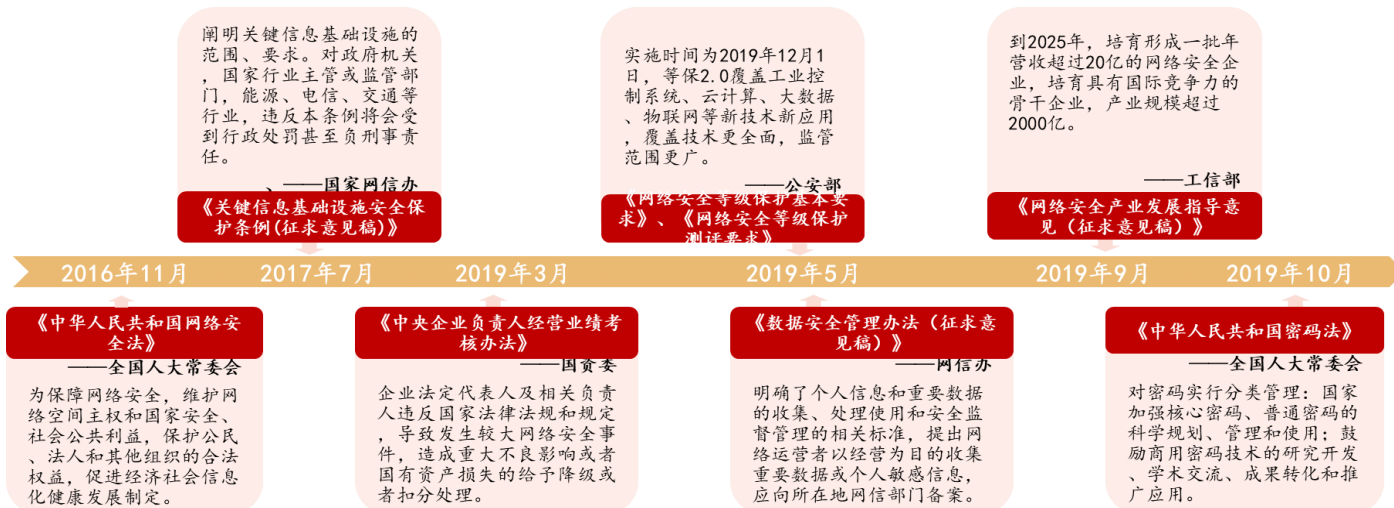 阐明关键信息基础设施的
范围、要求。对政府机关
，国家行业主管或监管部
门，能源、电信、交通等
行业，违反本条例将会受
到行政处罚甚至负刑事责
任。
、——国家网信办
《关键信息基础设施安全保
护条例(征求意见稿)》
实施时间为2019年12月1
日，等保2.0覆盖工业控
制系统、云计算、大数据
、物联网等新技术新应用
，覆盖技术更全面，监管
范围更广。
——公安部
《网络安全等级保护基本要
求》、《网络安全等级保护
测评要求》
到2025年，培育形成一批年
营收超过20亿的网络安全企
业，培育具有国际竞争力的
骨干企业，产业规模超过
2000亿。
——工信部
《网络安全产业发展指导意
见（征求意见稿）》
2016年11月
2017年7月
2019年3月
2019年5月
2019年9月
2019年10月
《中华人民共和国网络安
全法》
——全国人大常委会
为保障网络安全，维护网
络空间主权和国家安全、
社会公共利益，保护公民
、法人和其他组织的合法
权益，促进经济社会信息
化健康发展制定。
《中央企业负责人经营业绩考
核办法》
——国资委
企业法定代表人及相关负责
人违反国家法律法规和规定
，导致发生较大网络安全事
件，造成重大不良影响或者
国有资产损失的给予降级或
者扣分处理。
《数据安全管理办法（征求意
见稿）》
——网信办
明确了个人信息和重要数据
的收集、处理使用和安全监
督管理的相关标准，提出网
络运营者以经营为目的收集
重要数据或个人敏感信息，
应向所在地网信部门备案。
《中华人民共和国密码法》
——全国人大常委会
对密码实行分类管理：国家
加强核心密码、普通密码的
科学规划、管理和使用；鼓
励商用密码技术的研究开发
、学术交流、成果转化和推
广应用。